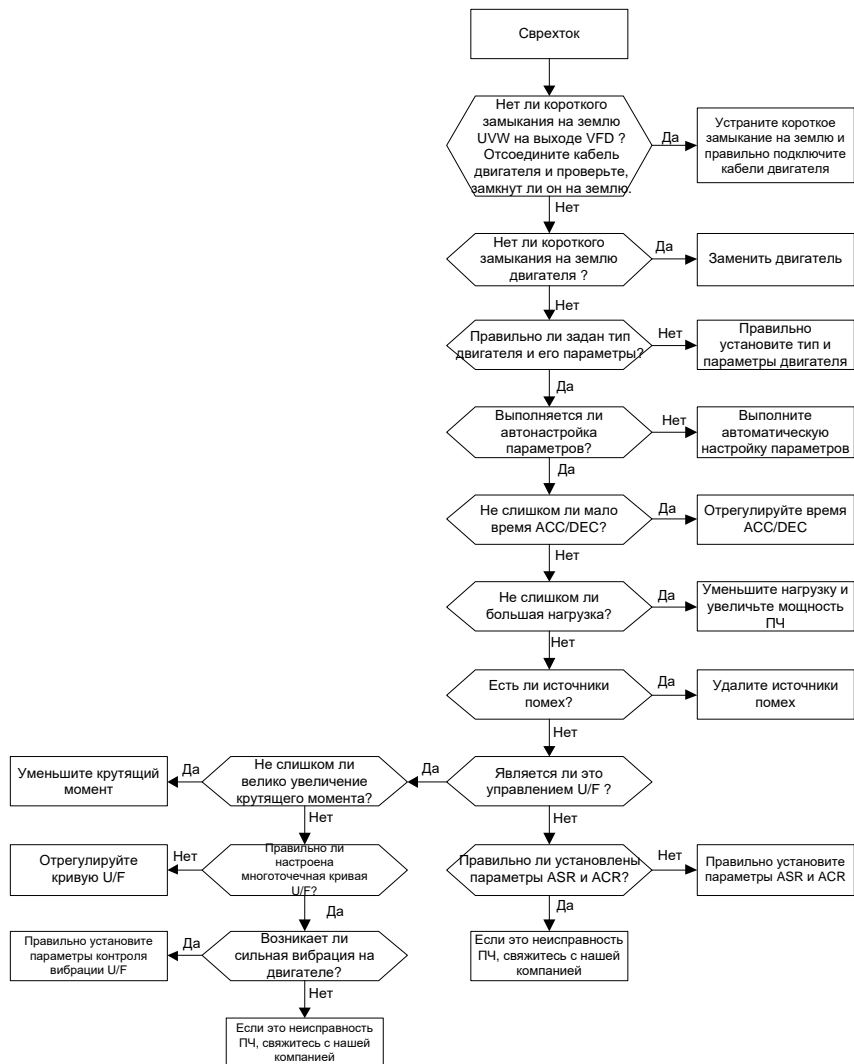 Сврехток
Нет ли короткого
замыкания на землю
UVW на выходе VFD ?
Отсоедините кабель
двигателя и проверьте,
замкнут ли он на землю.
Да
Устраните короткое
замыкание на землю и
правильно подключите
кабели двигателя
Нет
Нет ли короткого
замыкания на землю
двигателя ?
Да
Заменить двигатель
Нет
Правильно ли задан тип
двигателя и его параметры?
Нет
Правильно
установите тип и
параметры двигателя
Да
Выполняется ли
автонастройка
параметров?
Нет
Выполните
автоматическую
настройку параметров
Да
Не слишком ли мало
время ACC/DEC?
Да
Отрегулируйте время
ACC/DEC
Нет
Не слишком ли
большая нагрузка?
Да
Уменьшите нагрузку и
увеличьте мощность
ПЧ
Нет
Есть ли источники
помех?
Да
Удалите источники
помех
Нет
Является ли это
управлением U/F ?
Да
Не слишком ли
велико увеличение
крутящего момента?
Да
Уменьшите крутящий
момент
Нет
Правильно ли
настроена
многоточечная кривая
U/F?
Нет
Отрегулируйте
кривую U/F
Да
Возникает ли
сильная вибрация на
двигателе?
Да
Правильно установите
параметры контроля
вибрации U/F
Нет
Если это неисправность
ПЧ, свяжитесь с нашей
компанией
Нет
Правильно ли установлены
параметры ASR и ACR?
Нет
Правильно установите
параметры ASR и ACR
Да
Если это неисправность
ПЧ, свяжитесь с нашей
компанией